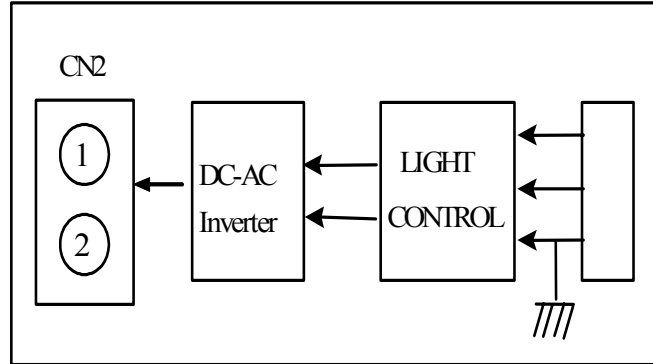 CN2
1
2
DC-AC
Inverter
LIGHT
CONTROL